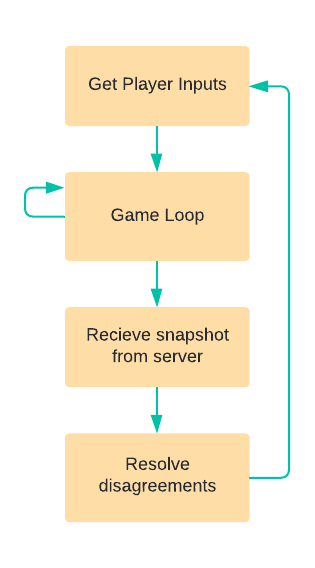 Get Player Inputs
Game Loop
Recieve snapshot
from server
Resolve
disagreements